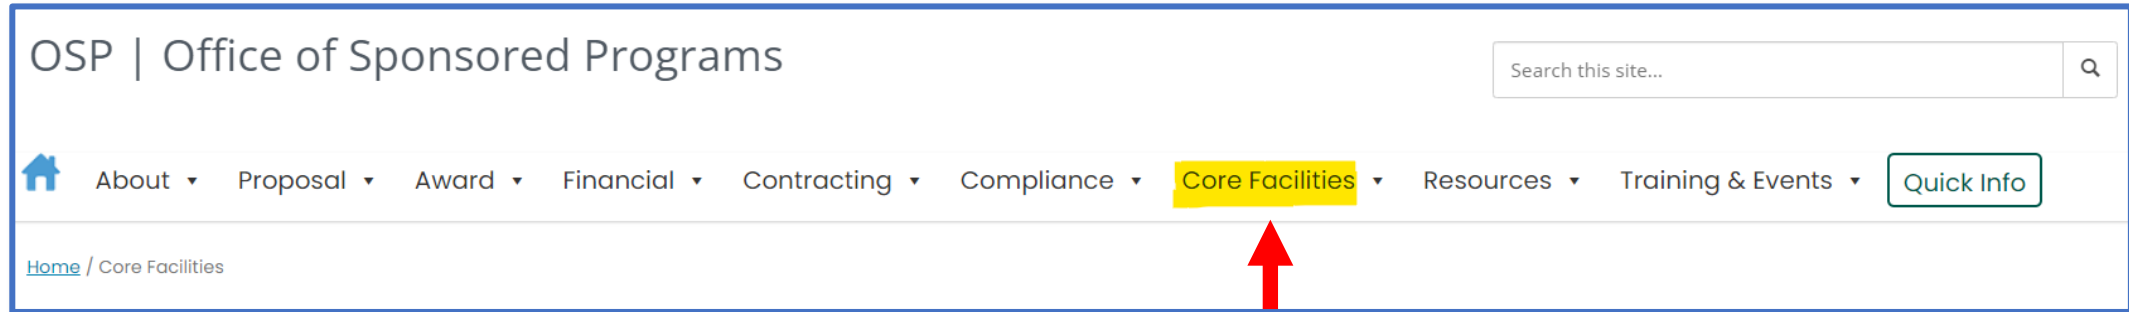 OSP | Office of Sponsored Programs
Search this site...
About Proposal Award Financial Contracting Compliance Core Facilities Resources Training & Events Quick Info
Home / Core Facilities